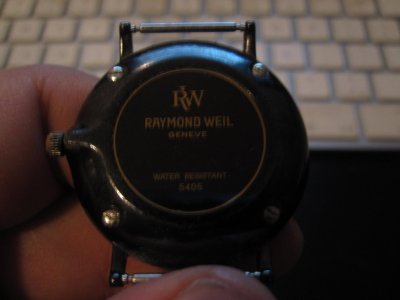 RW
RAYMOND WEIL
GENEVE
WATER RESISTANT
5405